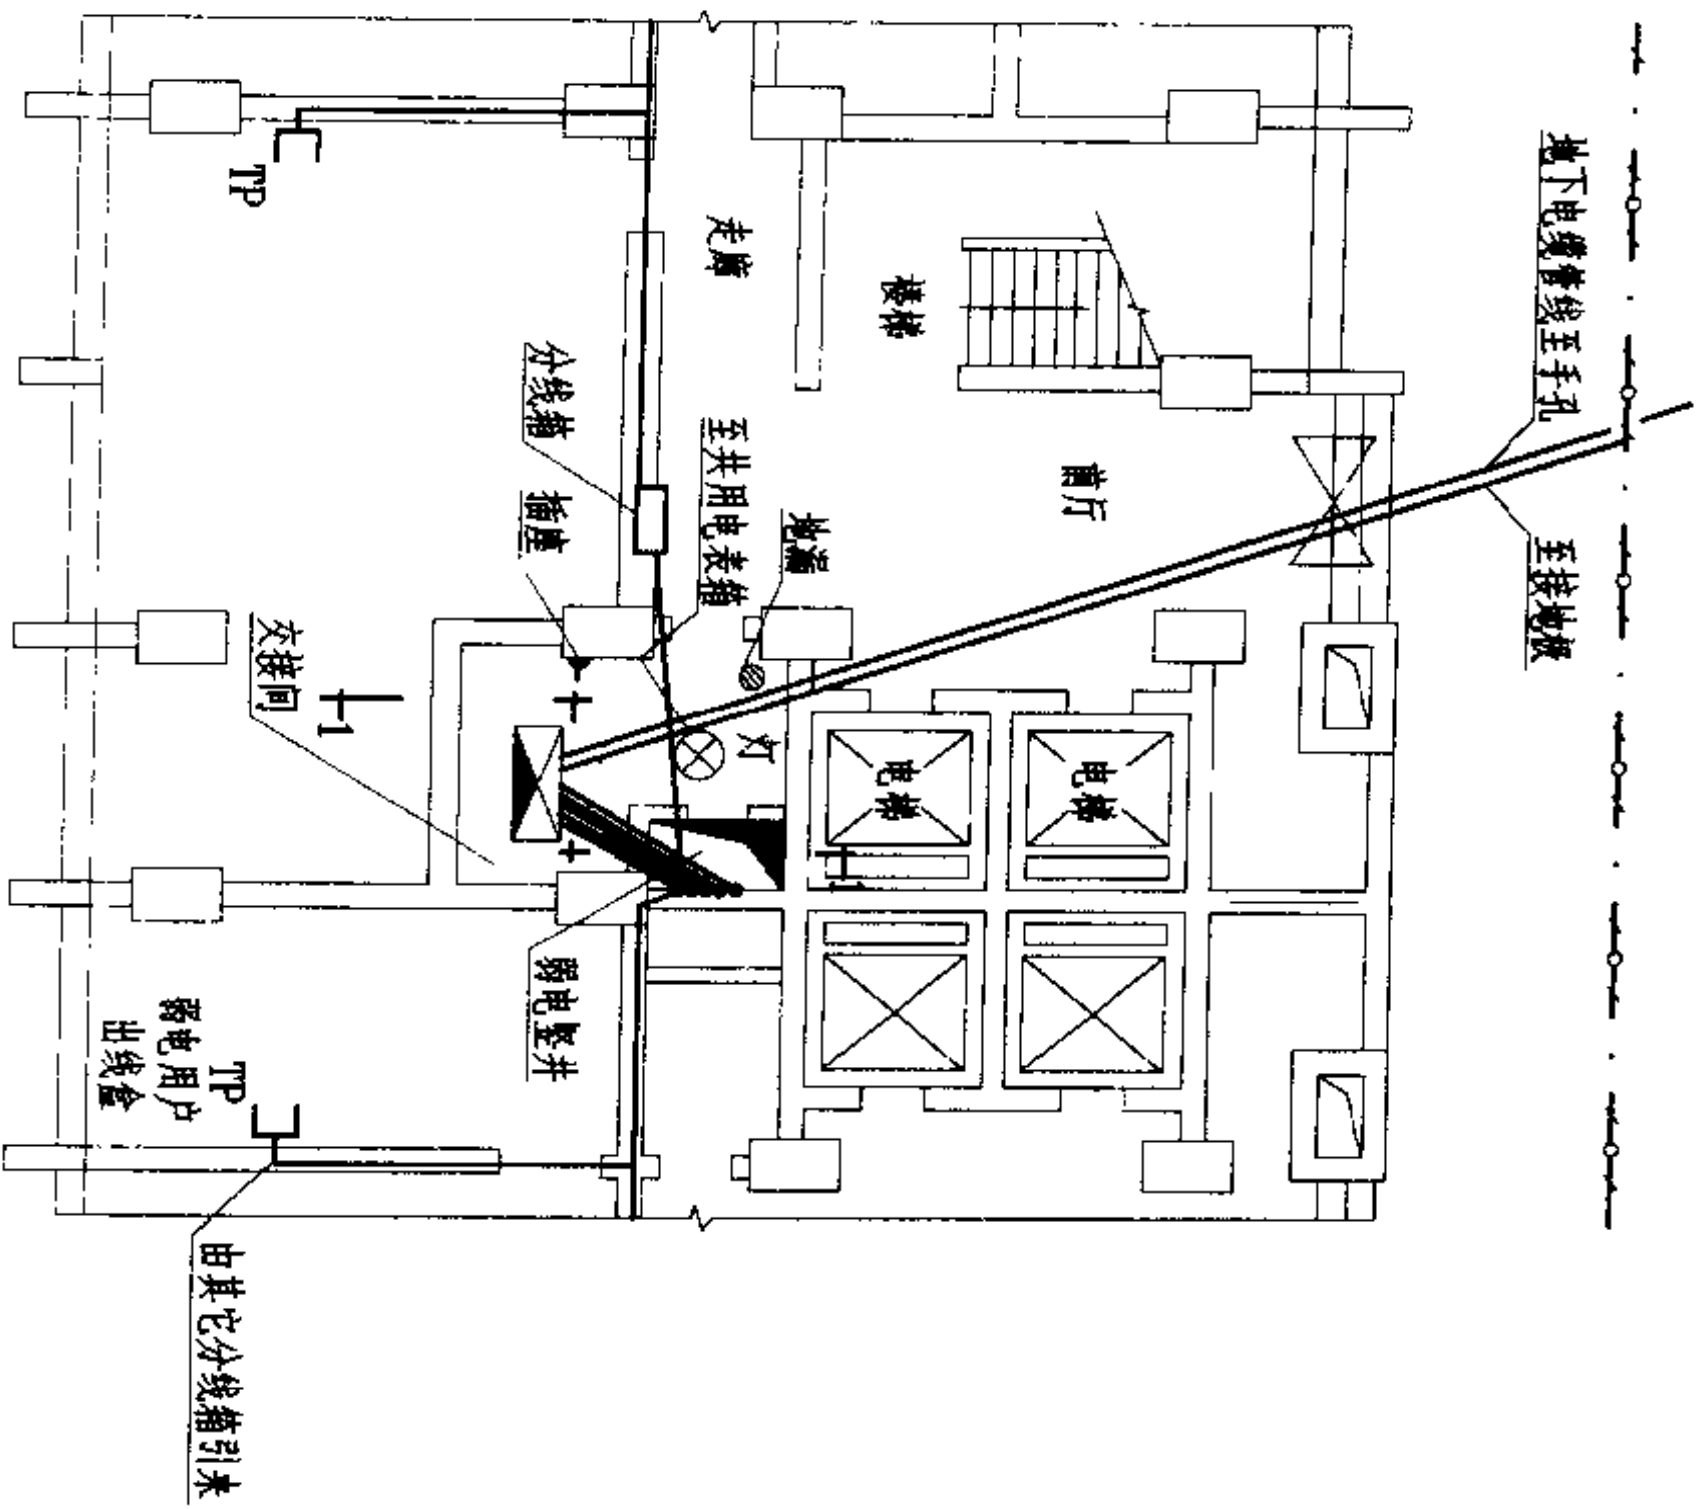 地下电缆管线至手孔
至接地极
走廊
楼梯
首厅
分线箱
插座
至共用电表箱
地漏
交接间
灯
电梯
电梯
弱电竖井
弱电用户
出线盒
TP
TP
由其它分线箱引来
1
1